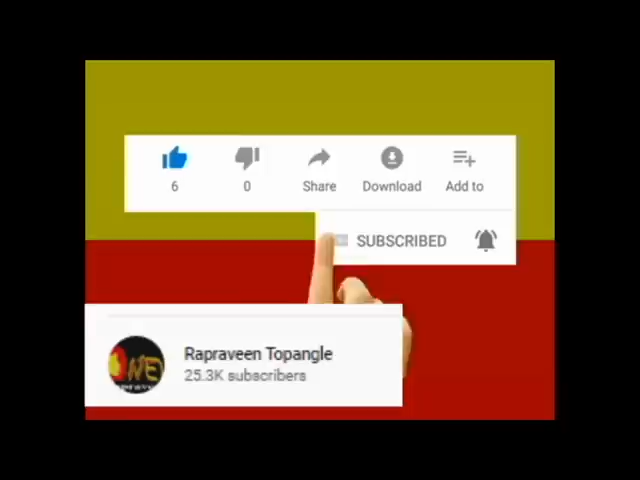 6
0
Share
Download
Add to
SUBSCRIBED
Rapraveen Topangle
25.3K subscribers